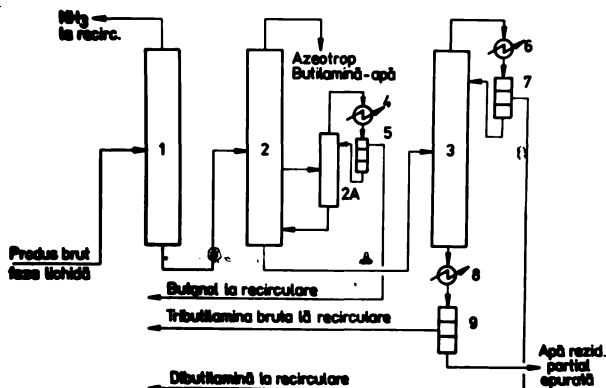 NH3
la recirc.
Azeotrop
Butilamină-apă
1
2
2A
3
4
5
6
7
8
9
Produs brut
faza lichidă
Butanol la recirculare
Tributilamina bruta la recirculare
Dibutilamină la recirculare
Apă rezid.
parțial
epurată